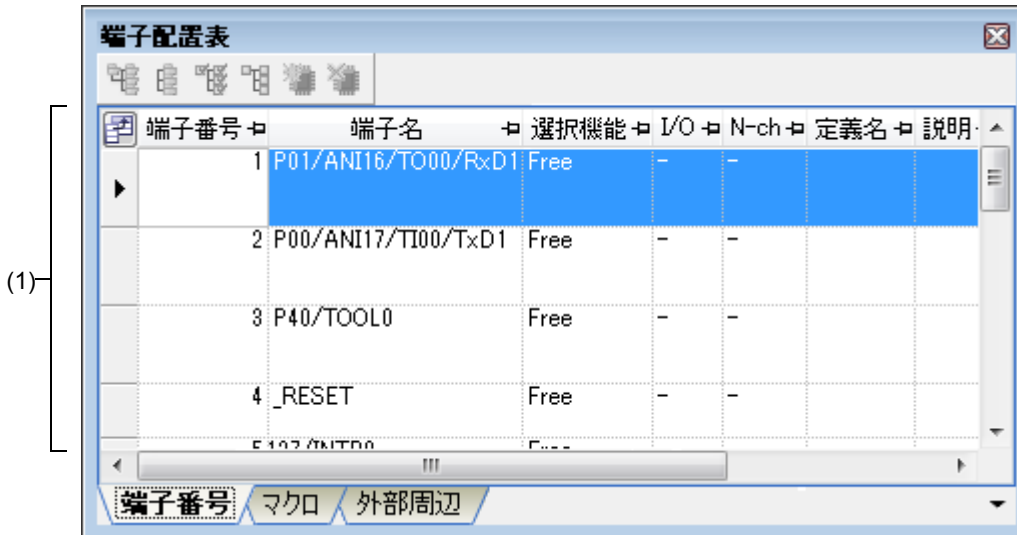 端子配置表
端子番号 端子名 選択機能 I/O N-ch 定義名 説明
1 P01/ANI16/TO00/RxD1 Free - -
(1)
2 P00/ANI17/TI00/TxD1 Free - -
3 P40/TOOL0 Free - -
4 _RESET Free - -
端子番号 マクロ 外部周辺